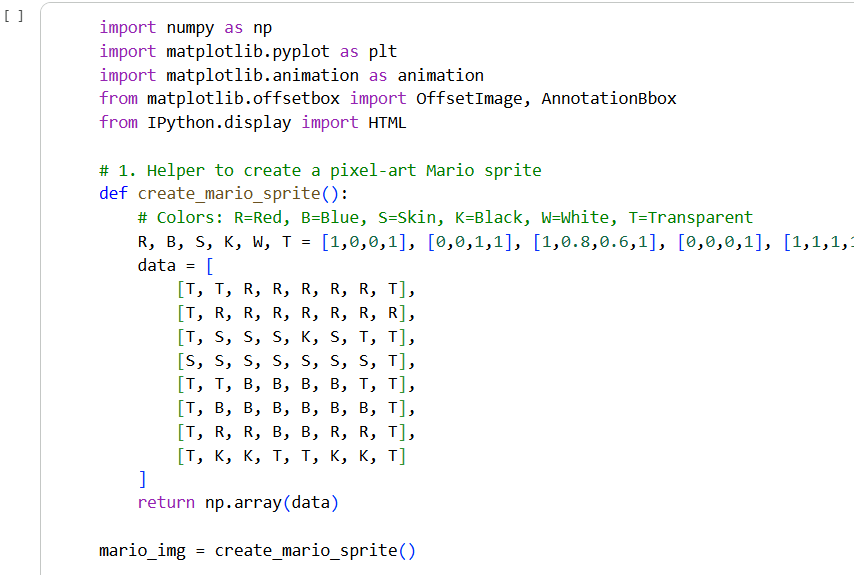 [ ]
import numpy as np
import matplotlib.pyplot as plt
import matplotlib.animation as animation
from matplotlib.offsetbox import OffsetImage, AnnotationBbox
from IPython.display import HTML
# 1. Helper to create a pixel-art Mario sprite
def create_mario_sprite():
# Colors: R=Red, B=Blue, S=Skin, K=Black, W=White, T=Transparent
R, B, S, K, W, T = [1,0,0,1], [0,0,1,1], [1,0.8,0.6,1], [0,0,0,1], [1,1,1,1
data = [
[T, T, R, R, R, R, R, T],
[T, R, R, R, R, R, R, R],
[T, S, S, S, K, S, T, T],
[S, S, S, S, S, S, S, T],
[T, T, B, B, B, B, T, T],
[T, B, B, B, B, B, B, T],
[T, R, R, B, B, R, R, T],
[T, K, K, T, T, K, K, T]
]
return np.array(data)
mario_img = create_mario_sprite()